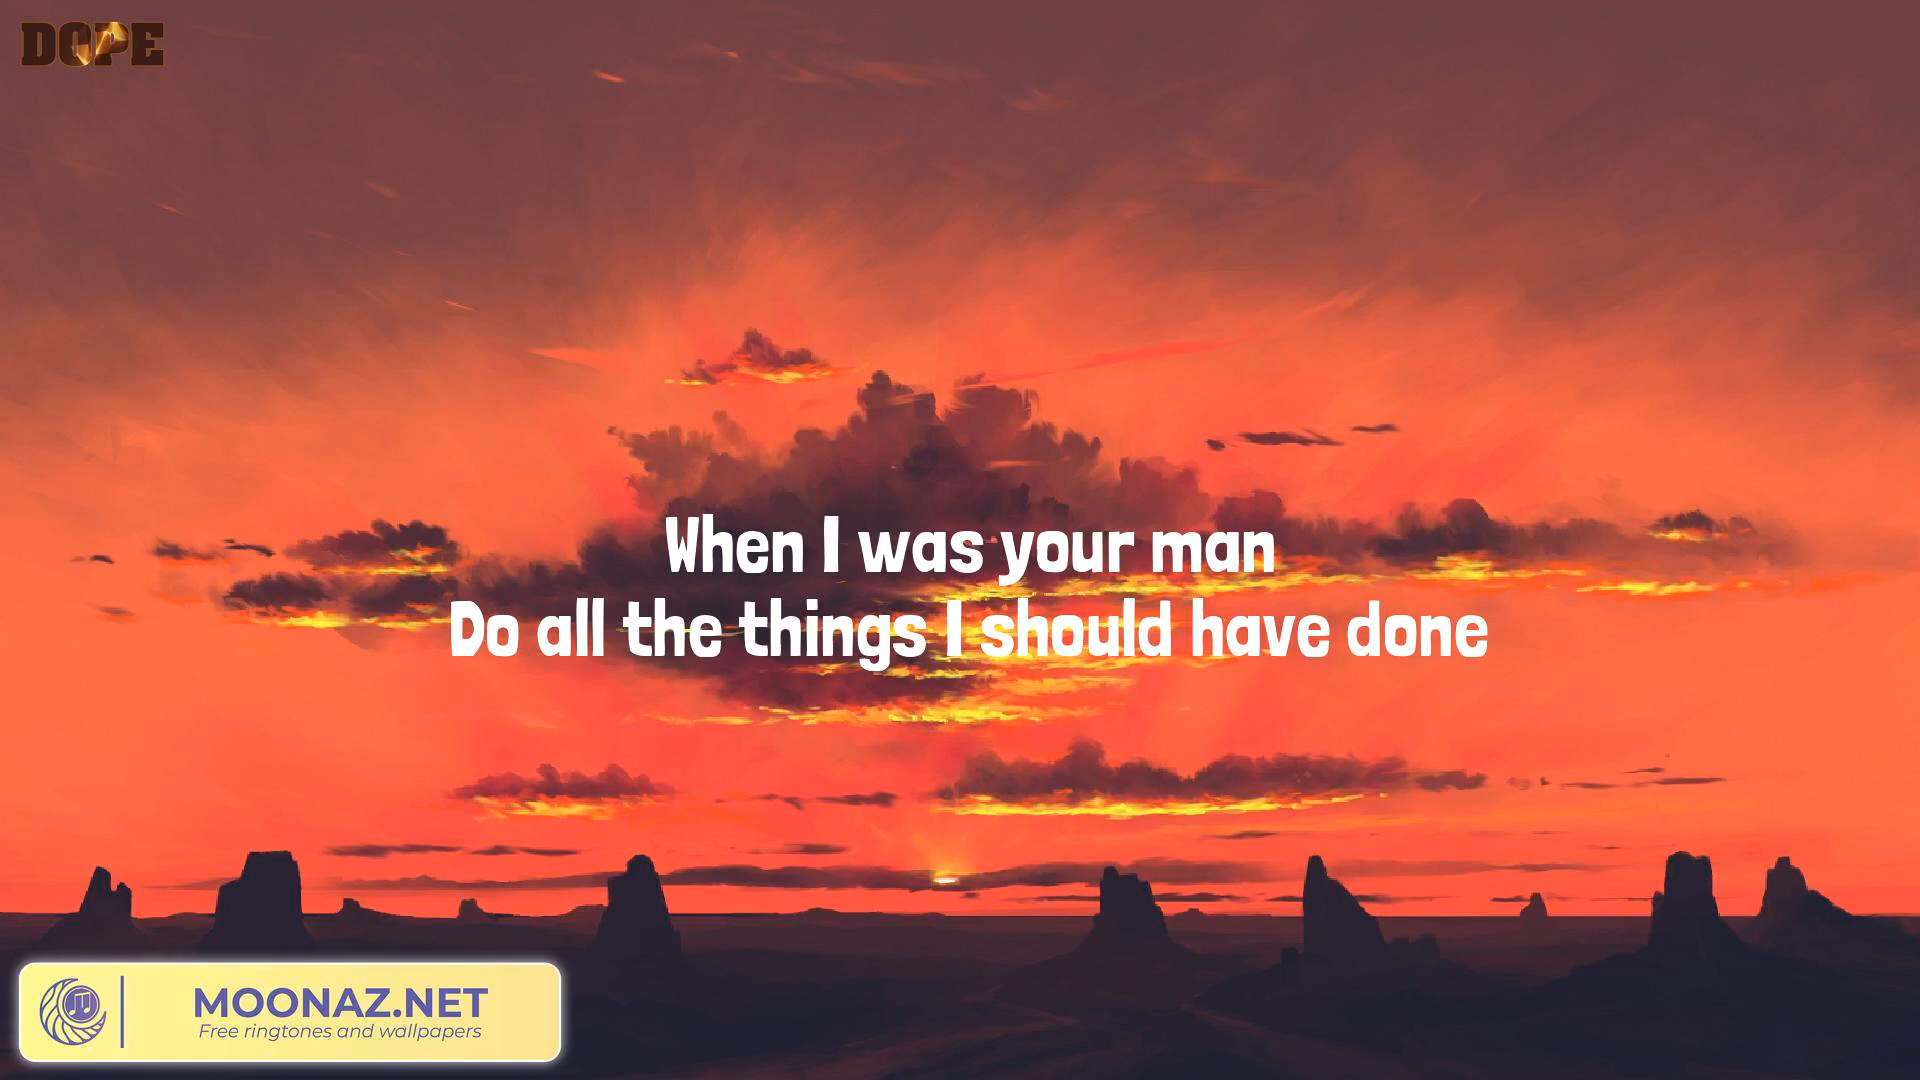 DOPE
When I was your man
Do all the things I should have done
MOONAZ.NET
Free ringtones and wallpapers